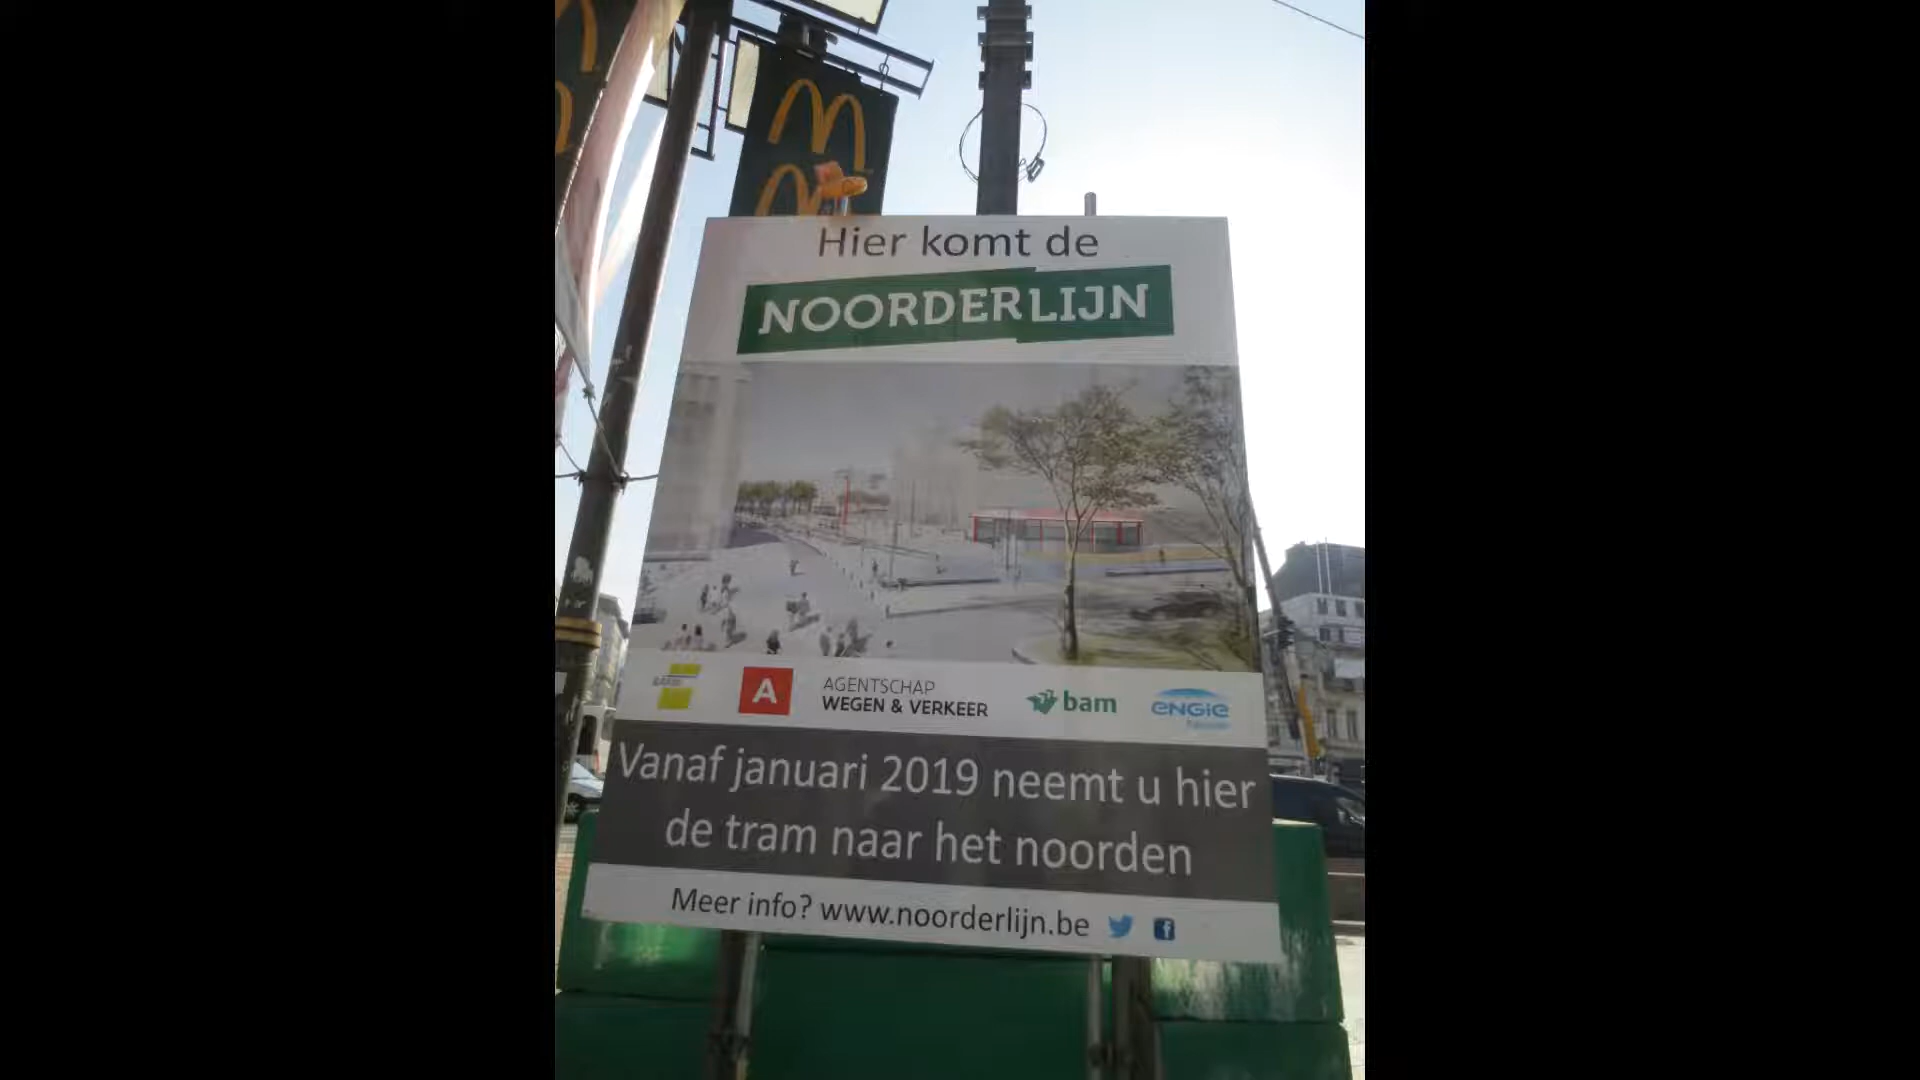 Hier komt de
NOORDERLIJN
A
AGENTSCHAP
WEGEN & VERKEER
bam
ENGIE
Vanaf januari 2019 neemt u hier
de tram naar het noorden
Meer info? www.noorderlijn.be